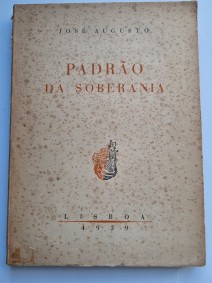 JOSÉ AUGUSTO
PADRÃO
DA SOBERANIA
LISBOA
1939